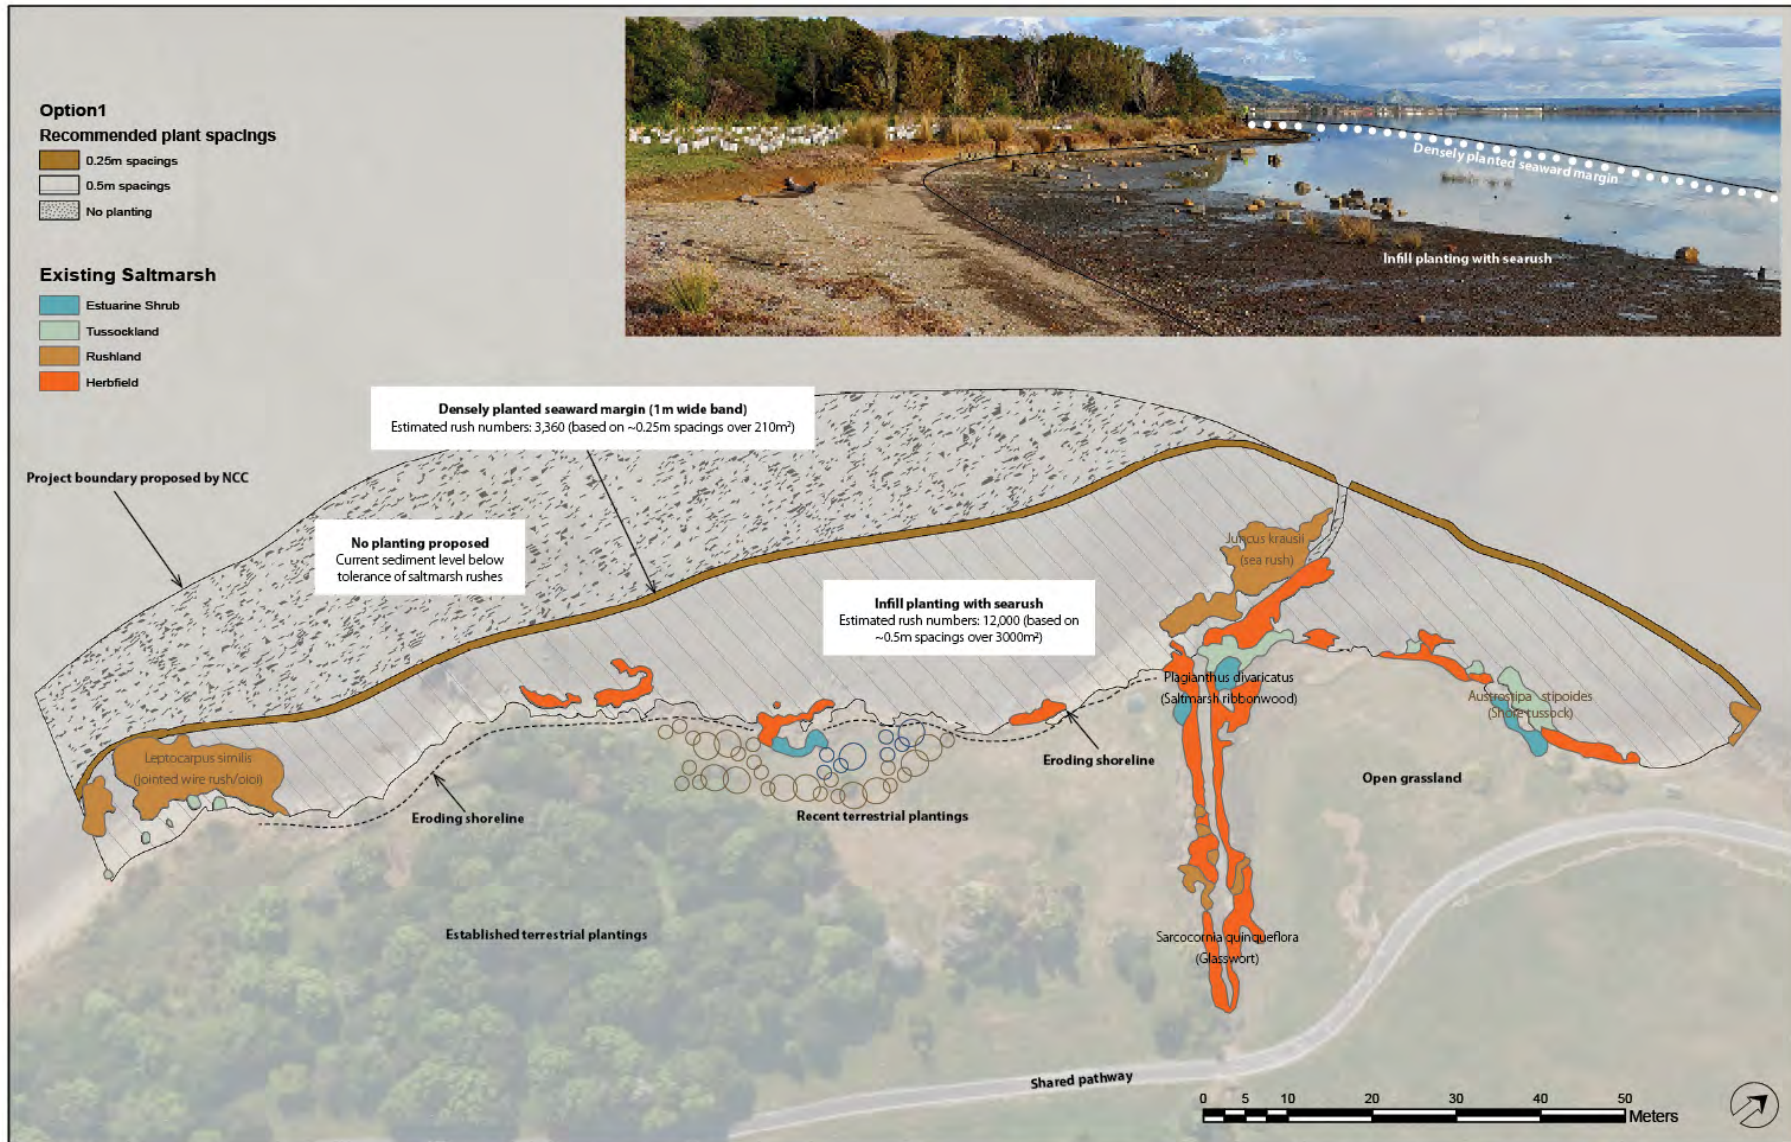 Option1
Recommended plant spacings
0.25m spacings
0.5m spacings
No planting
Existing Saltmarsh
Estuarine Shrub
Tussockland
Rushland
Herbfield
Densely planted seaward margin
Infill planting with searush
Densely planted seaward margin (1m wide band)
Estimated rush numbers: 3,360 (based on ~0.25m spacings over 210m²)
Project boundary proposed by NCC
No planting proposed
Current sediment level below
tolerance of saltmarsh rushes
Juncus krausii
(sea rush)
Infill planting with searush
Estimated rush numbers: 12,000 (based on
~0.5m spacings over 3000m²)
Plagianthus divaricatus
(Saltmarsh ribbonwood)
Austrostipa stipoides
(Shore tussock)
Leptocarpus similis
(jointed wire rush/oioi)
Eroding shoreline
Open grassland
Eroding shoreline
Recent terrestrial plantings
Established terrestrial plantings
Sarcocornia quinqueflora
(Glasswort)
Shared pathway
0 5 10 20 30 40 50
Meters